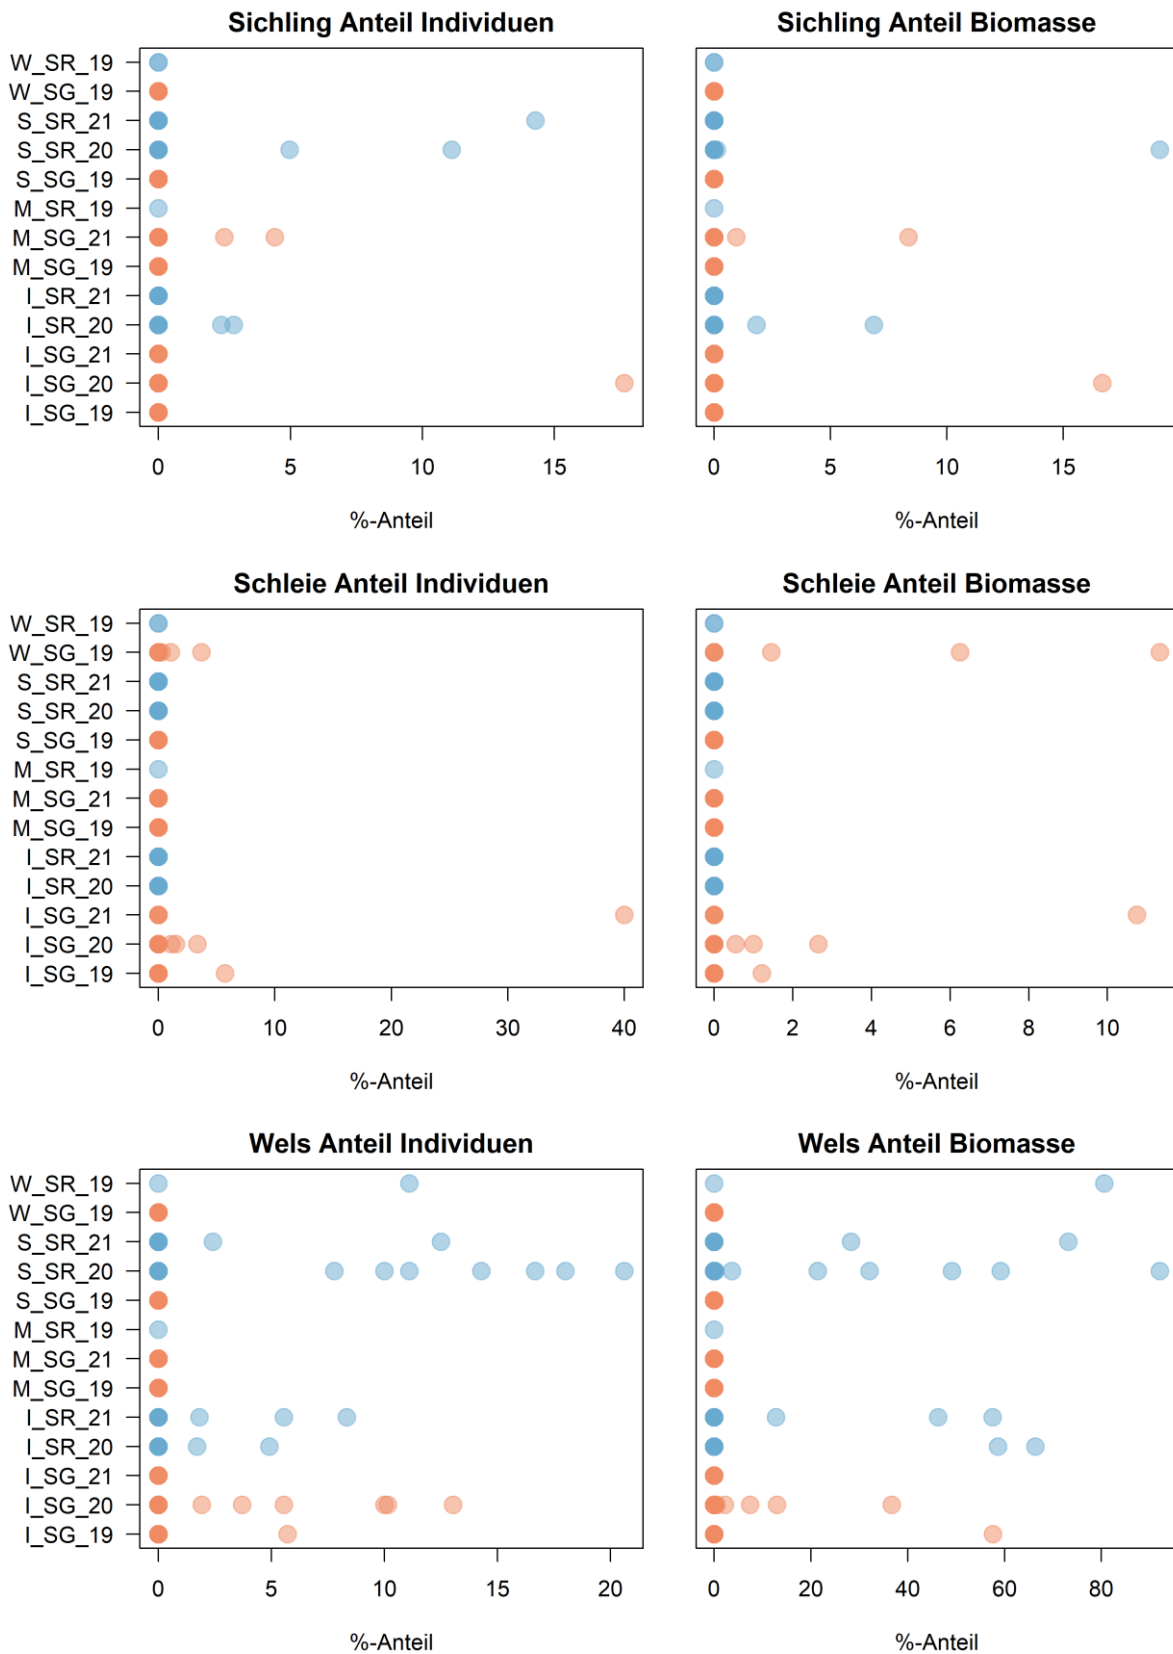 Sichling Anteil Individuen
W_SR_19
W_SG_19
S_SR_21
S_SR_20
S_SG_19
M_SR_19
M_SG_21
M_SG_19
I_SR_21
I_SR_20
I_SG_21
I_SG_20
I_SG_19
0 5 10 15
%-Anteil
Sichling Anteil Biomasse
0 5 10 15
%-Anteil
Schleie Anteil Individuen
W_SR_19
W_SG_19
S_SR_21
S_SR_20
S_SG_19
M_SR_19
M_SG_21
M_SG_19
I_SR_21
I_SR_20
I_SG_21
I_SG_20
I_SG_19
0 10 20 30 40
%-Anteil
Schleie Anteil Biomasse
0 2 4 6 8 10
%-Anteil
Wels Anteil Individuen
W_SR_19
W_SG_19
S_SR_21
S_SR_20
S_SG_19
M_SR_19
M_SG_21
M_SG_19
I_SR_21
I_SR_20
I_SG_21
I_SG_20
I_SG_19
0 5 10 15 20
%-Anteil
Wels Anteil Biomasse
0 20 40 60 80
%-Anteil